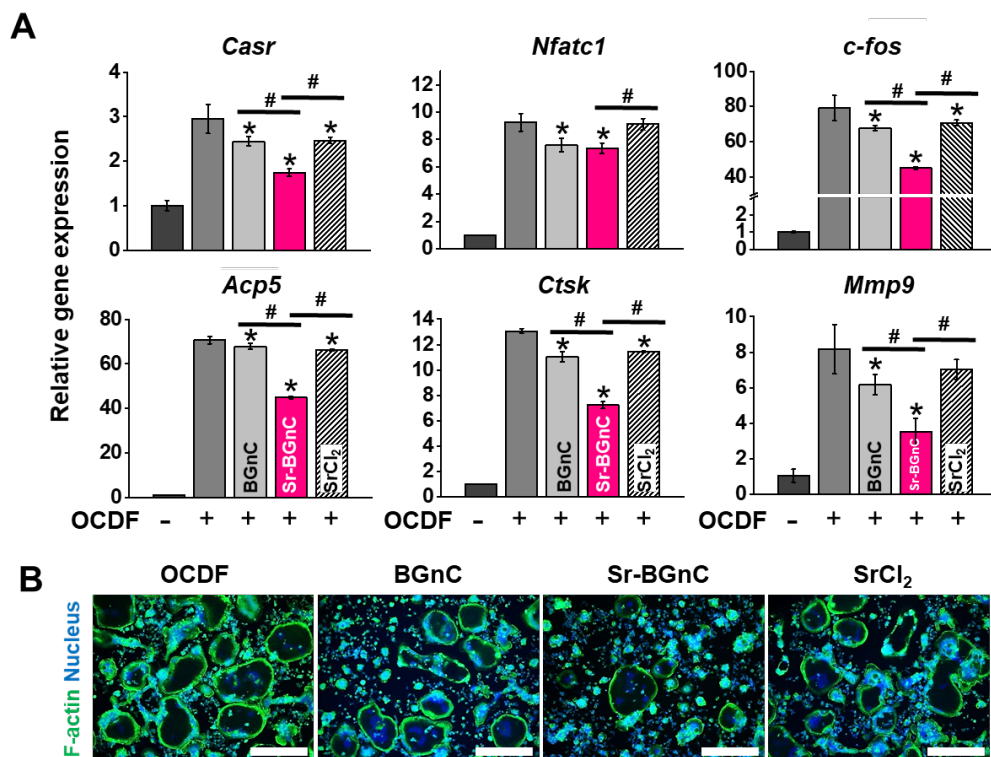 A
Casr
Nfatc1
c-fos
Relative gene expression
4
3
2
1
0
#
#
*
*
*
12
10
8
6
4
2
0
#
*
*
100
80
60
40
2
1
0
#
#
*
*
*
Acp5
Ctsk
Mmp9
80
60
40
20
0
#
#
*
*
*
BGnC
Sr-BGnC
SrCl₂
14
12
10
8
6
4
2
0
#
#
*
*
*
BGnC
Sr-BGnC
SrCl₂
10
8
6
4
2
0
#
#
*
*
BGnC
Sr-BGnC
SrCl₂
OCDF - + + + +
OCDF - + + + +
OCDF - + + + +
B
OCDF BGnC Sr-BGnC SrCl₂
F-actin Nucleus